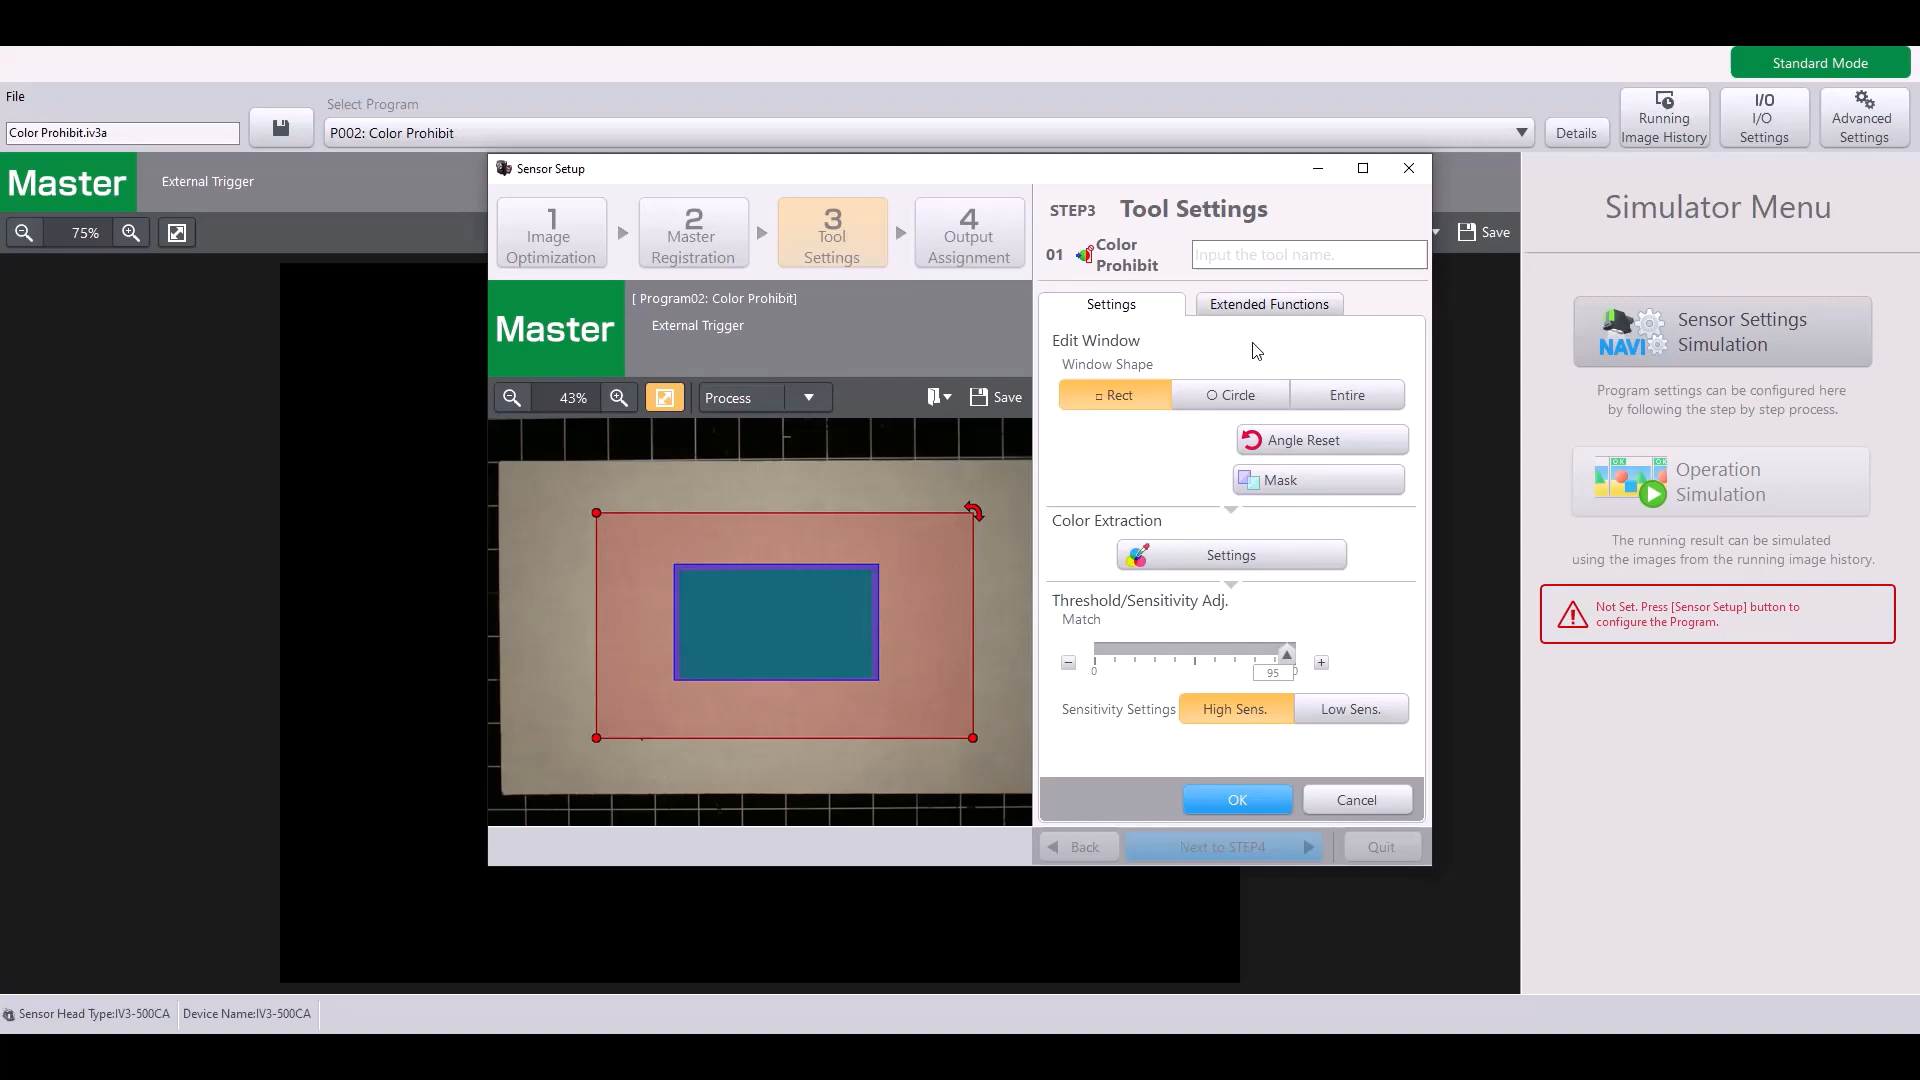 Standard Mode
File
Color Prohibit.iv3a
Select Program
P002: Color Prohibit
Details
Running
Image History
I/O
I/O
Settings
Advanced
Settings
Master
External Trigger
75%
Save
Sensor Setup
1
Image
Optimization
2
Master
Registration
3
Tool
Settings
4
Output
Assignment
Master
[ Program02: Color Prohibit]
External Trigger
43%
Process
Save
STEP3 Tool Settings
01
Color
Prohibit
Input the tool name.
Settings
Extended Functions
Edit Window
Window Shape
Rect
Circle
Entire
Angle Reset
Mask
Color Extraction
Settings
Threshold/Sensitivity Adj.
Match
0
95
Sensitivity Settings
High Sens.
Low Sens.
OK
Cancel
Back
Next to STEP4
Quit
Simulator Menu
NAVI
Sensor Settings
Simulation
Program settings can be configured here
by following the step by step process.
OK
Operation
Simulation
The running result can be simulated
using the images from the running image history.
Not Set. Press [Sensor Setup] button to
configure the Program.
Sensor Head Type:IV3-500CA
Device Name:IV3-500CA